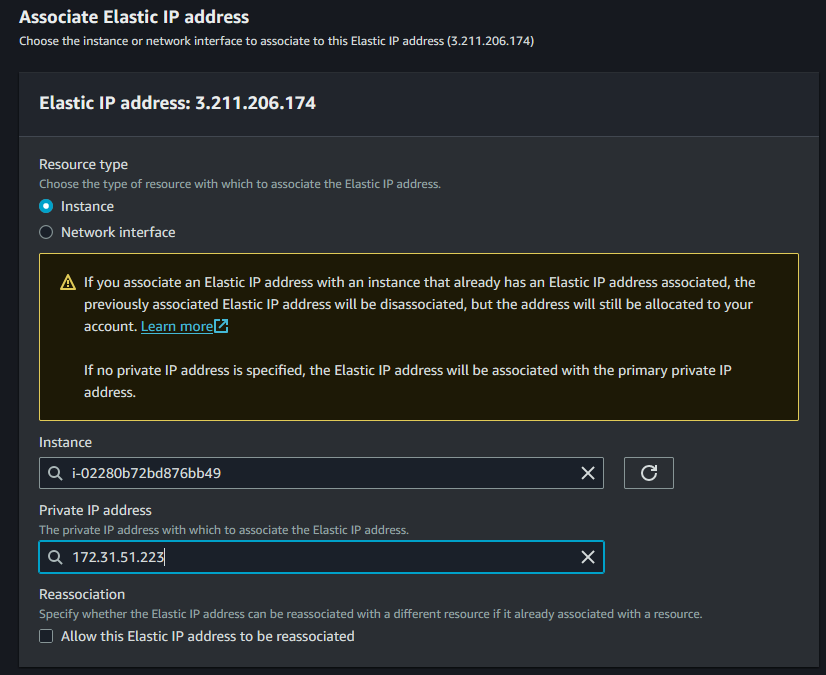 Associate Elastic IP address
Choose the instance or network interface to associate to this Elastic IP address (3.211.206.174)
Elastic IP address: 3.211.206.174
Resource type
Choose the type of resource with which to associate the Elastic IP address.
Instance
Network interface
If you associate an Elastic IP address with an instance that already has an Elastic IP address associated, the
previously associated Elastic IP address will be disassociated, but the address will still be allocated to your
account. Learn more
If no private IP address is specified, the Elastic IP address will be associated with the primary private IP
address.
Instance
i-02280b72bd876bb49
Private IP address
The private IP address with which to associate the Elastic IP address.
172.31.51.223
Reassociation
Specify whether the Elastic IP address can be reassociated with a different resource if it already associated with a resource.
Allow this Elastic IP address to be reassociated